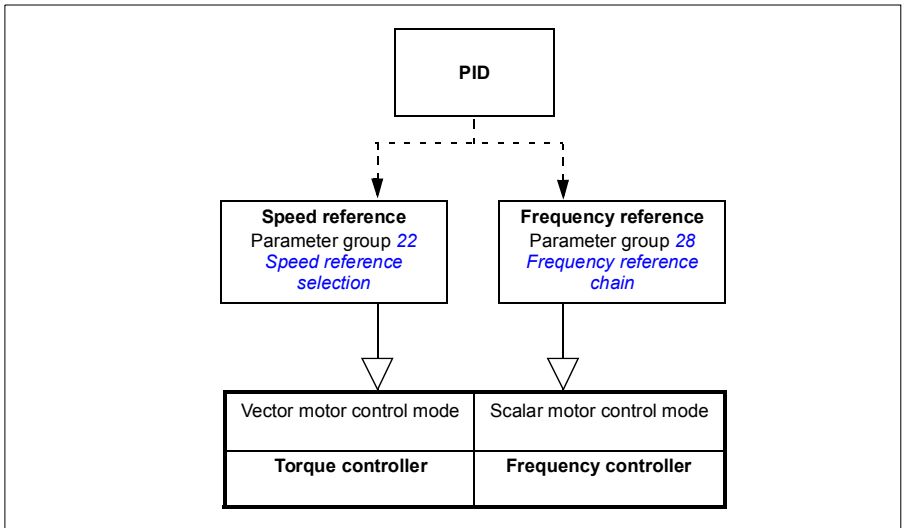 PID
Speed reference
Parameter group 22
Speed reference
selection
Frequency reference
Parameter group 28
Frequency reference
chain
Vector motor control mode
Scalar motor control mode
Torque controller
Frequency controller